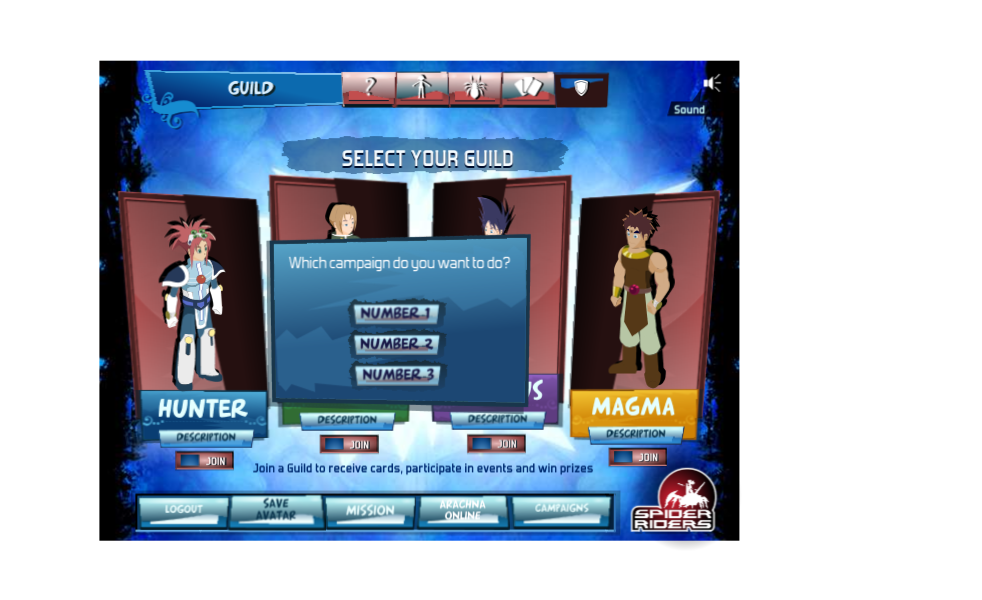 GUILD
?
Sound
SELECT YOUR GUILD
Which campaign do you want to do?
NUMBER 1
NUMBER 2
NUMBER 3
HUNTER
US
MAGMA
DESCRIPTION
DESCRIPTION
DESCRIPTION
DESCRIPTION
JOIN
JOIN
JOIN
JOIN
Join a Guild to receive cards, participate in events and win prizes
LOGOUT
SAVE
AVATAR
MISSION
ARACHNA
ONLINE
CAMPAIGNS
SPIDER
RIDERS